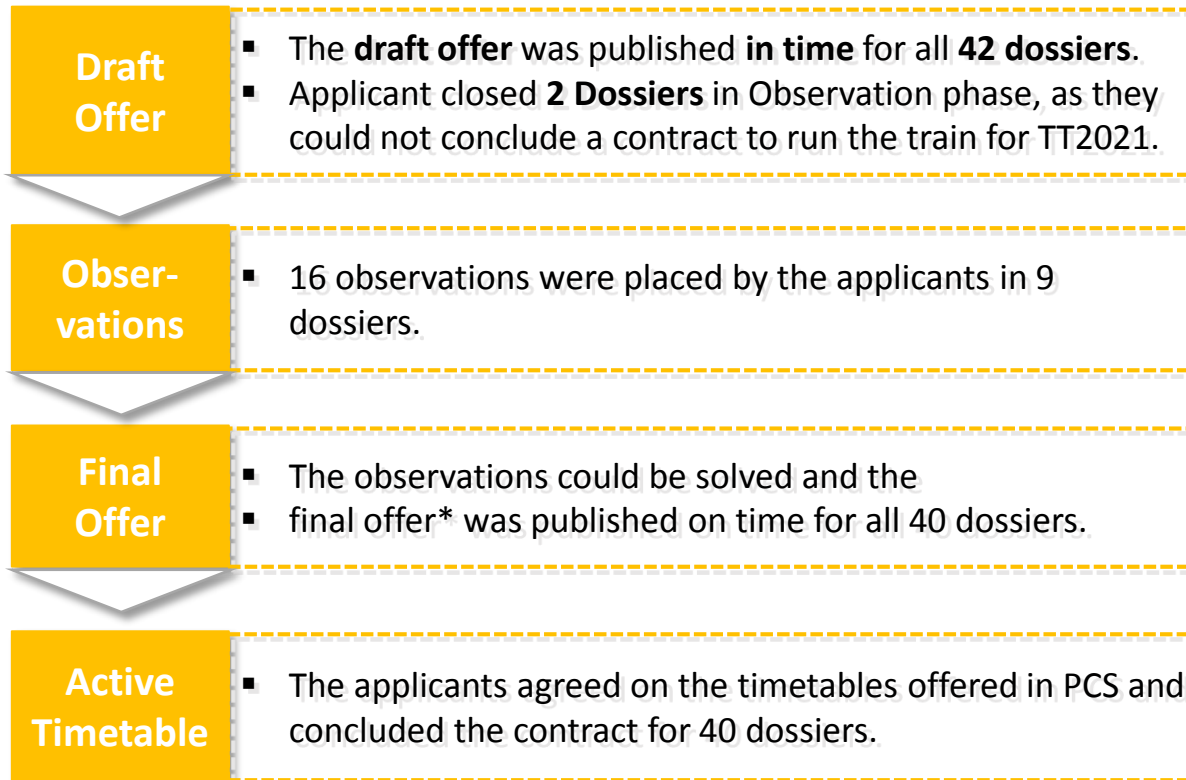 Draft
Offer
▪ The draft offer was published in time for all 42 dossiers.
▪ Applicant closed 2 Dossiers in Observation phase, as they
could not conclude a contract to run the train for TT2021.
Obser-
vations
▪ 16 observations were placed by the applicants in 9
dossiers.
Final
Offer
▪ The observations could be solved and the
▪ final offer* was published on time for all 40 dossiers.
Active
Timetable
▪ The applicants agreed on the timetables offered in PCS and
concluded the contract for 40 dossiers.